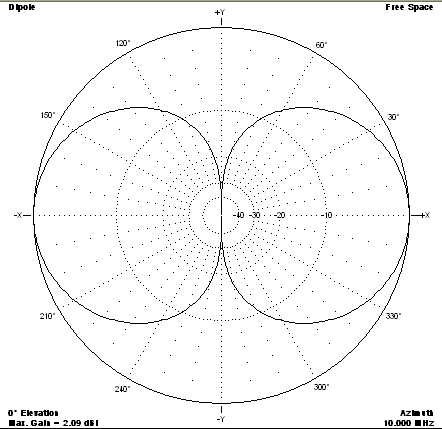 Dipole
Free Space
+Y
120°
60°
150°
30°
-X
-40
-30
-20
-10
+X
210°
330°
240°
300°
-Y
0° Elevation
Azimuth
Max. Gain = 2.09 dBi
10.000 MHz